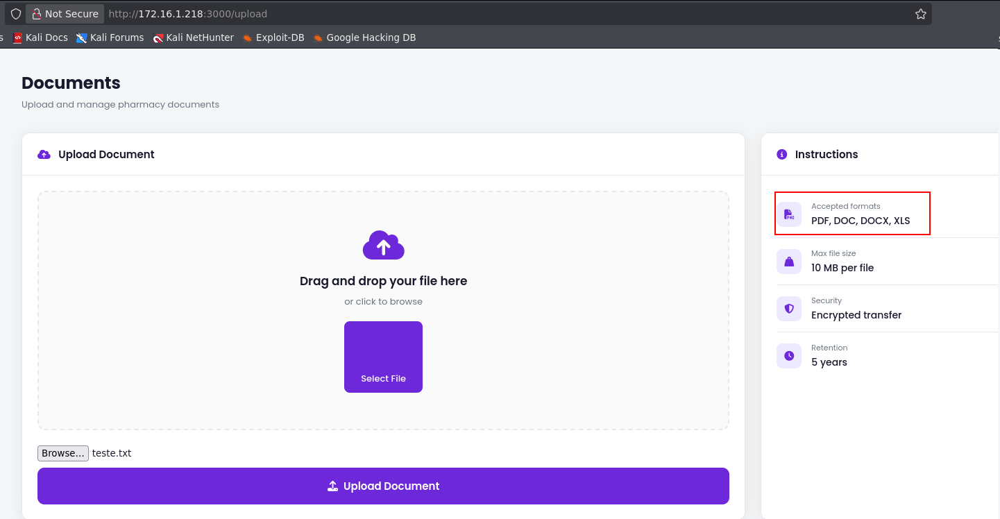 Not Secure http://172.16.1.218:3000/upload
s Kali Docs Kali Forums Kali NetHunter Exploit-DB Google Hacking DB
Documents
Upload and manage pharmacy documents
Upload Document
Drag and drop your file here
or click to browse
Select File
Browse... teste.txt
Upload Document
Instructions
PNG
Accepted formats
PDF, DOC, DOCX, XLS
Max file size
10 MB per file
Security
Encrypted transfer
Retention
5 years